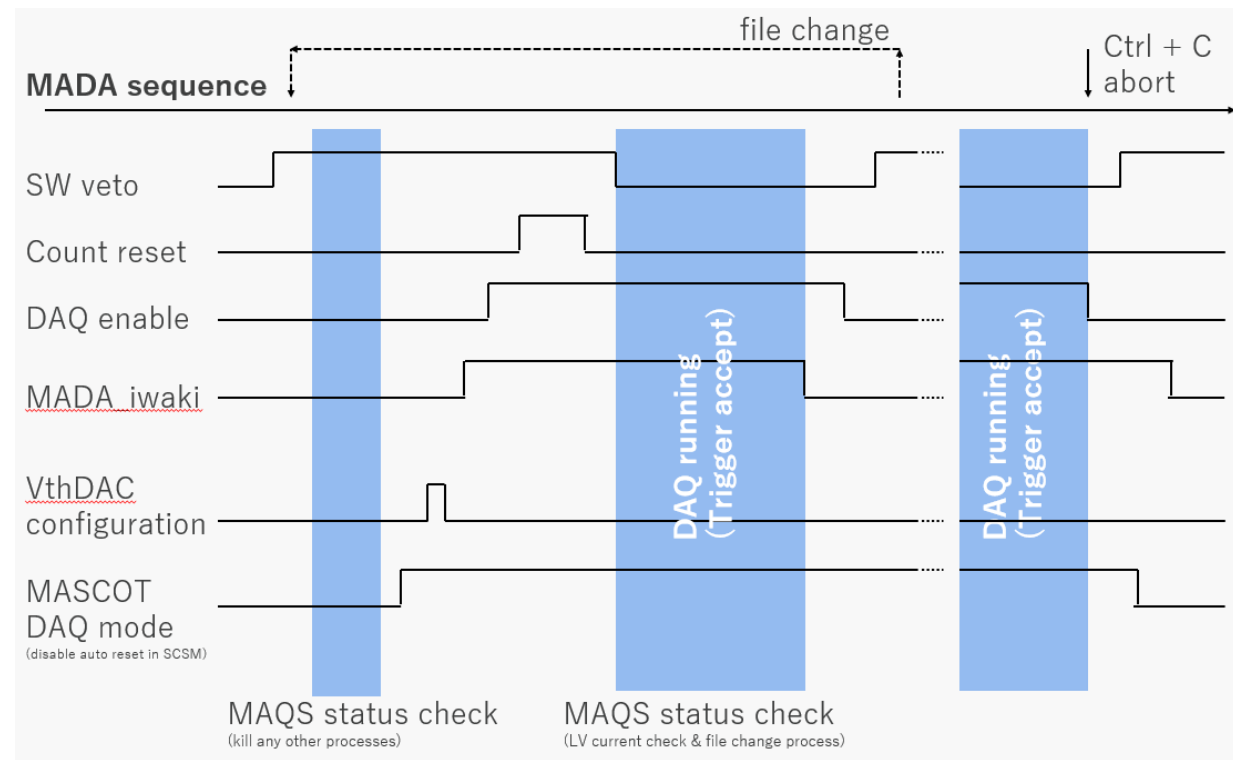 file change
Ctrl + C
abort
MADA sequence
SW veto
Count reset
DAQ enable
MADA_iwaki
VthDAC
configuration
MASCOT
DAQ mode
(disable auto reset in SCSM)
DAQ running
(Trigger accept)
DAQ running
(Trigger accept)
MAQS status check
(kill any other processes)
MAQS status check
(LV current check & file change process)